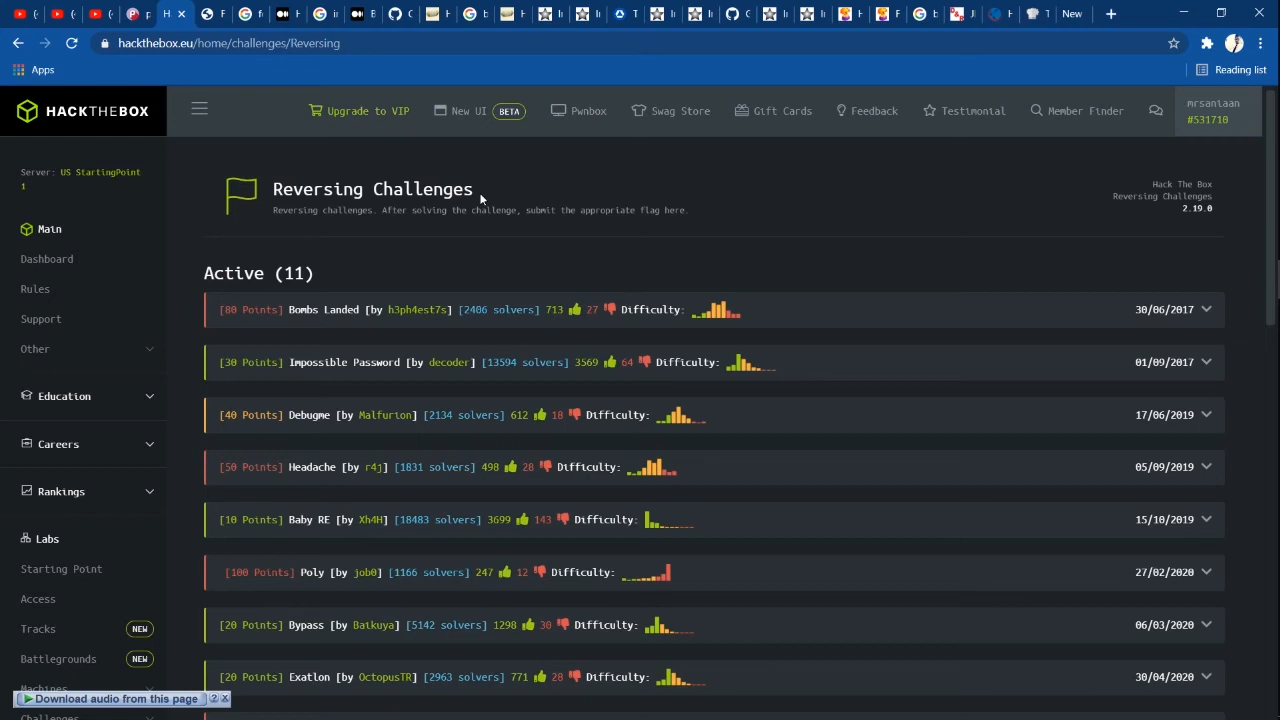 hackthebox.eu/home/challenges/Reversing
New
Apps
Reading list
HACKTHEBOX
Upgrade to VIP
New UI BETA
Pwnbox
Swag Store
Gift Cards
Feedback
Testimonial
Member Finder
mrsaniaan
#531710
Server: US StartingPoint
1
Main
Dashboard
Rules
Support
Other
Education
Careers
Rankings
Labs
Starting Point
Access
Tracks NEW
Battlegrounds NEW
Machines
Challenges
Download audio from this page ? x
Reversing Challenges
Reversing challenges. After solving the challenge, submit the appropriate flag here.
Hack The Box
Reversing Challenges
2.19.0
Active (11)
[80 Points] Bombs Landed [by h3ph4est7s] [2406 solvers] 713 27 Difficulty: 30/06/2017
[30 Points] Impossible Password [by decoder] [13594 solvers] 3569 64 Difficulty: 01/09/2017
[40 Points] Debugme [by Malfurion] [2134 solvers] 612 18 Difficulty: 17/06/2019
[50 Points] Headache [by r4j] [1831 solvers] 498 28 Difficulty: 05/09/2019
[10 Points] Baby RE [by Xh4H] [18483 solvers] 3699 143 Difficulty: 15/10/2019
[100 Points] Poly [by job0] [1166 solvers] 247 12 Difficulty: 27/02/2020
[20 Points] Bypass [by Baikuya] [5142 solvers] 1298 30 Difficulty: 06/03/2020
[20 Points] Exatlon [by OctopusTR] [2963 solvers] 771 28 Difficulty: 30/04/2020